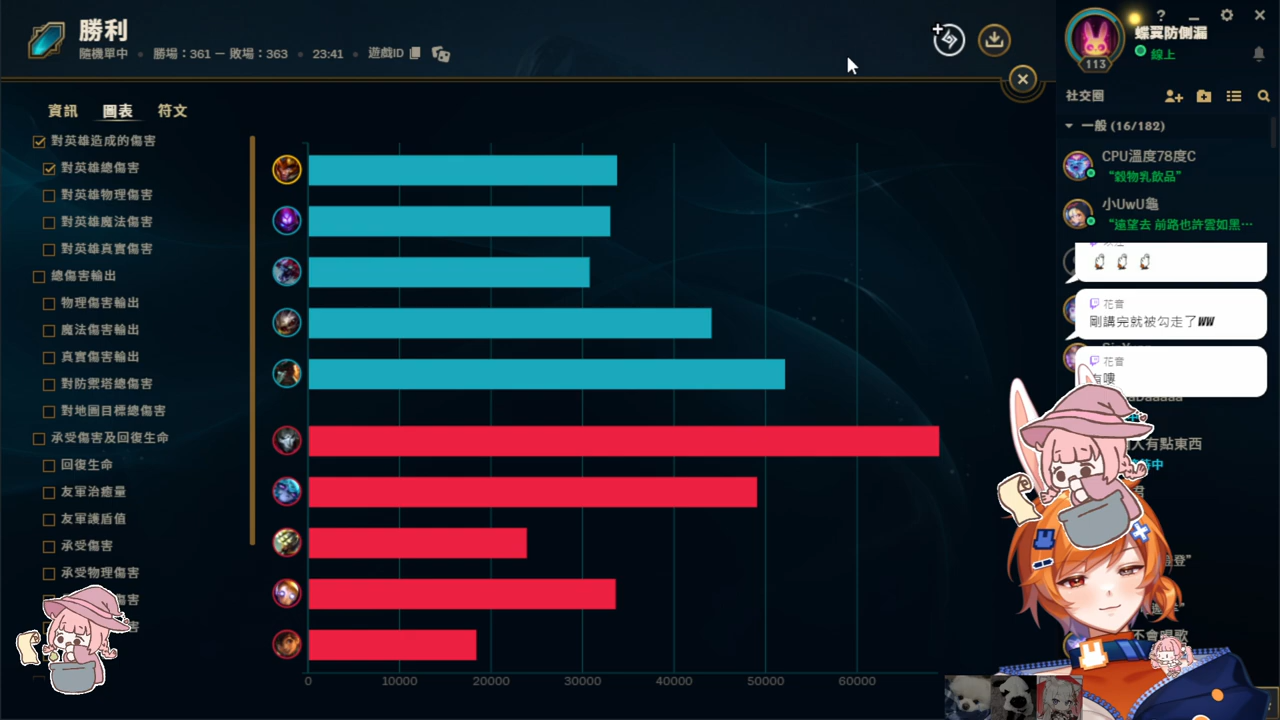 勝利
隨機單中 • 勝場：361 － 敗場：363 • 23:41 • 遊戲ID
資訊 圖表 符文
對英雄造成的傷害
對英雄總傷害
對英雄物理傷害
對英雄魔法傷害
對英雄真實傷害
總傷害輸出
物理傷害輸出
魔法傷害輸出
真實傷害輸出
對防禦塔總傷害
對地圖目標總傷害
承受傷害及回復生命
回復生命
友軍治癒量
友軍護盾值
承受傷害
承受物理傷害
0 10000 20000 30000 40000 50000 60000
蝶翼防側漏
線上
113
社交圈
一般 (16/182)
CPU溫度78度C
“穀物乳飲品”
小UwU龜
“遠望去 前路也許雲如黑…
花音
剛講完就被勾走了WW
花音
有點東西
不會唱歌